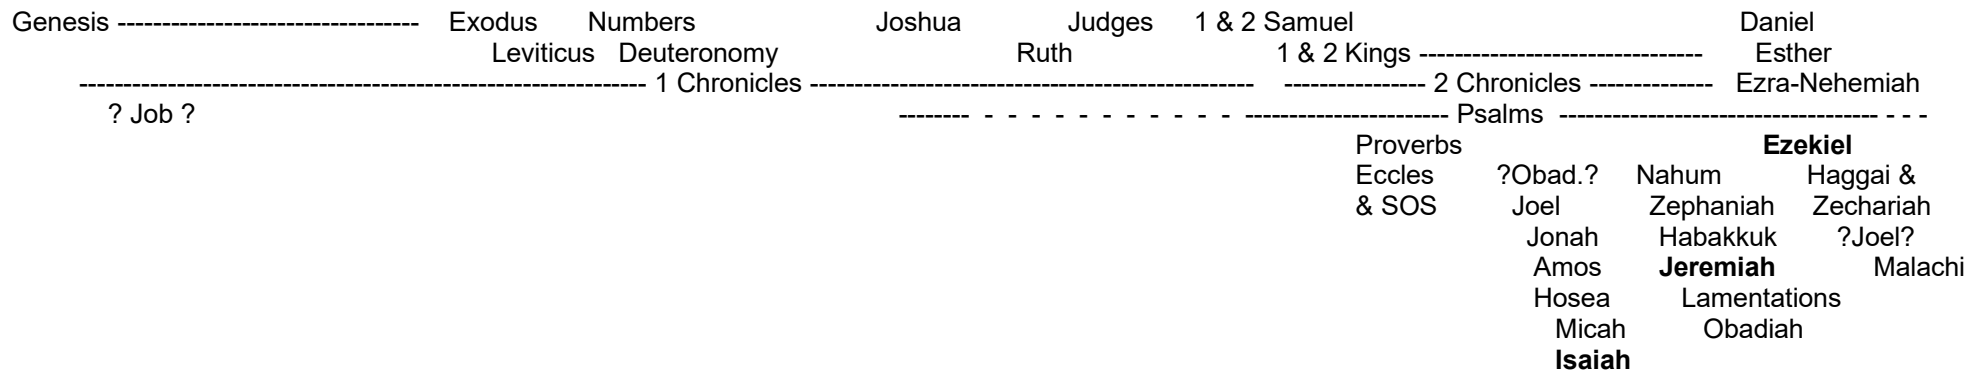 Genesis ---------------------------------- Exodus Numbers Joshua Judges 1 & 2 Samuel Daniel
Leviticus Deuteronomy Ruth 1 & 2 Kings -------------------------------- Esther
------------------------------------------------------------------- 1 Chronicles -------------------------------------------------- ---------------- 2 Chronicles -------------- Ezra-Nehemiah
? Job ? -------- - - - - - - - - - - - ----------------------- Psalms ------------------------------------ - - -
Proverbs Ezekiel
Eccles ?Obad.? Nahum Haggai &
& SOS Joel Zephaniah Zechariah
Jonah Habakkuk ?Joel?
Amos Jeremiah Malachi
Hosea Lamentations
Micah Obadiah
Isaiah